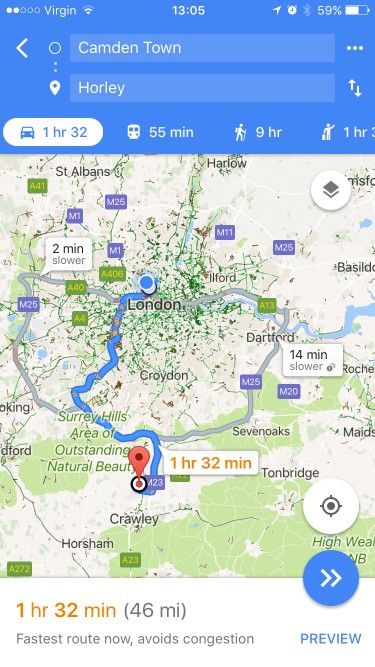 Virgin 13:05 59%
Camden Town
Horley
1 hr 32 55 min 9 hr 1 hr 3
Harlow
St Albans
A41
M25
M1
M11
M25
2 min
slower
M1
A406
Ilford
Basildo
M25
A40
London
A13
A4
Dartford
14 min
slower
Roche
Croydon
M25
M20
oking
Surrey Hills
Area of
Outstanding
Natural Beaut
Sevenoaks
Maids
dford
1 hr 32 min
Tonbridge
M23
Crawley
Horsham
High Weal
NB
A23
A272
1 hr 32 min (46 mi)
Fastest route now, avoids congestion PREVIEW